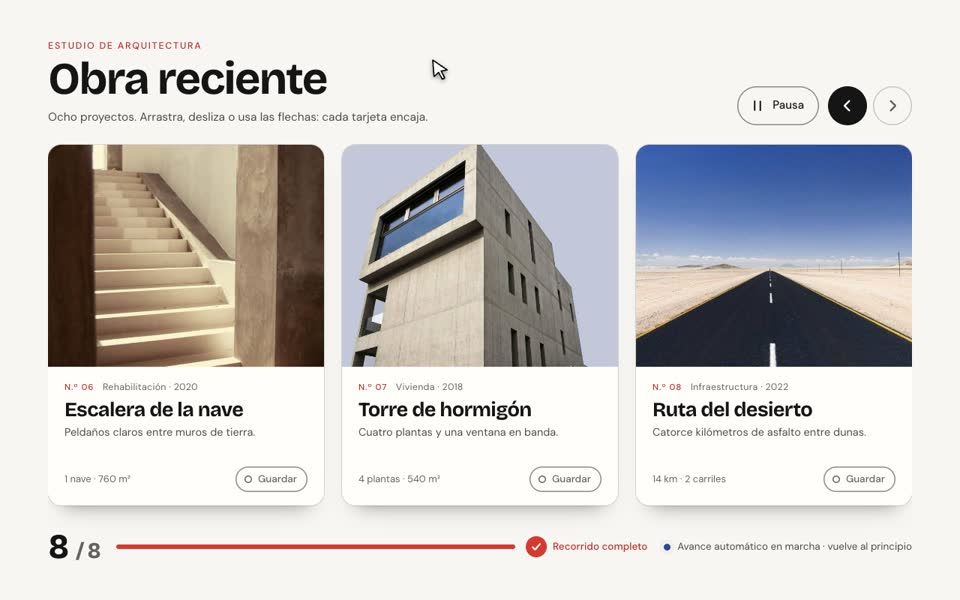 ESTUDIO DE ARQUITECTURA
Obra reciente
Ocho proyectos. Arrastra, desliza o usa las flechas: cada tarjeta encaja.
Pausa
N.º 06 Rehabilitación · 2020
Escalera de la nave
Peldaños claros entre muros de tierra.
1 nave · 760 m²
Guardar
N.º 07 Vivienda · 2018
Torre de hormigón
Cuatro plantas y una ventana en banda.
4 plantas · 540 m²
Guardar
N.º 08 Infraestructura · 2022
Ruta del desierto
Catorce kilómetros de asfalto entre dunas.
14 km · 2 carriles
Guardar
8 / 8
Recorrido completo
Avance automático en marcha · vuelve al principio